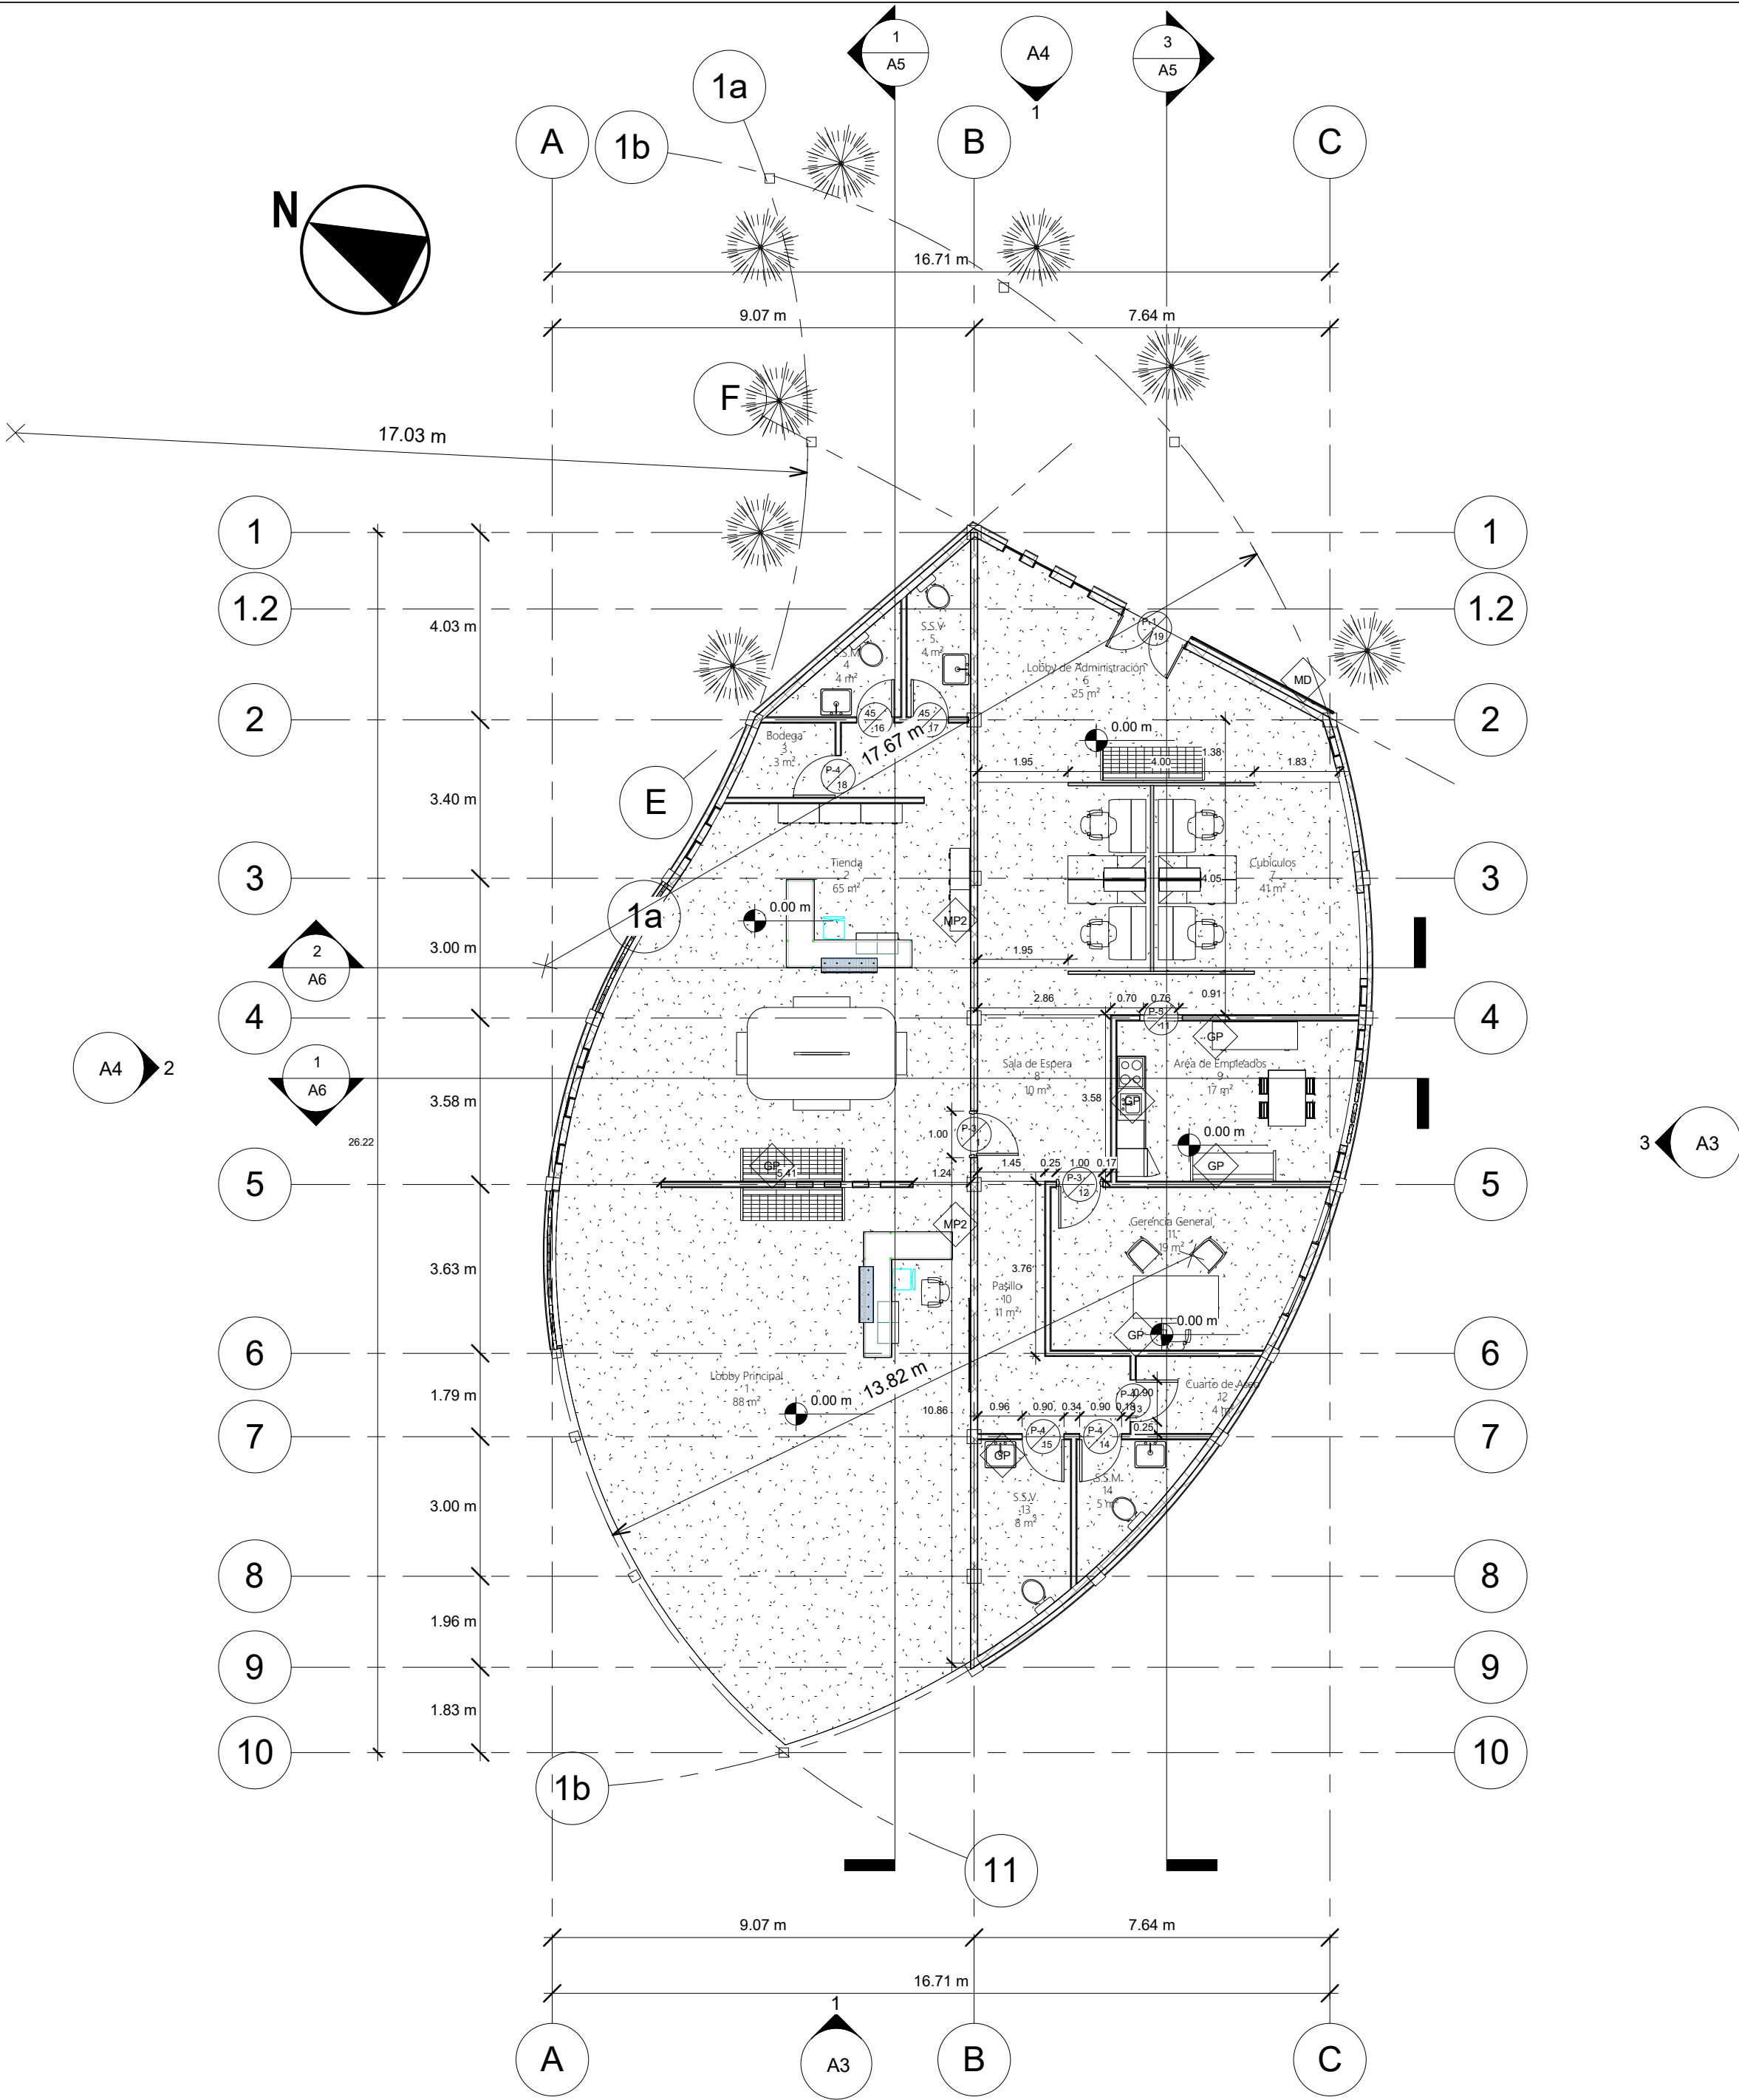 1
A5
A4
1
3
A5
1a
1b
A
B
C
N
16.71 m
9.07 m
7.64 m
F
17.03 m
1
1
1.2
1.2
4.03 m
S.S.V.
5
4 m²
S.S.M.
4
4 m²
P-1
19
Lobby de Administración
6
25 m²
MD
2
2
45
16
45
17
Bodega
3
3 m²
P-4
18
17.67 m
0.00 m
1.38
1.95
4.00
1.83
E
3.40 m
3
3
Tienda
2
65 m²
Cubículos
7
41 m²
4.05
1a
0.00 m
MP2
3.00 m
1.95
2
A6
2.86
0.70
0.76
0.91
4
4
P-5
11
GP
A4
2
1
A6
Sala de Espera
8
10 m²
Area de Empleados
9
17 m²
3.58 m
3.58
GP
26.22
1.00
P-3
1
0.00 m
3
A3
GP
5.41
1.24
1.45
0.25
1.00
0.17
GP
5
5
P-3
12
MP2
Gerencia General
11
19 m²
3.63 m
3.76
Pasillo
10
11 m²
0.00 m
GP
6
6
Lobby Principal
1
88 m²
13.82 m
Cuarto de Aseo
12
4 m²
1.79 m
0.00 m
10.86
0.96
0.90
0.34
0.90
0.18
0.90
0.25
7
7
P-4
15
P-4
14
GP
S.S.M.
14
5 m²
S.S.V.
13
8 m²
3.00 m
8
8
1.96 m
9
9
1.83 m
10
10
1b
11
9.07 m
7.64 m
16.71 m
1
A3
A
B
C